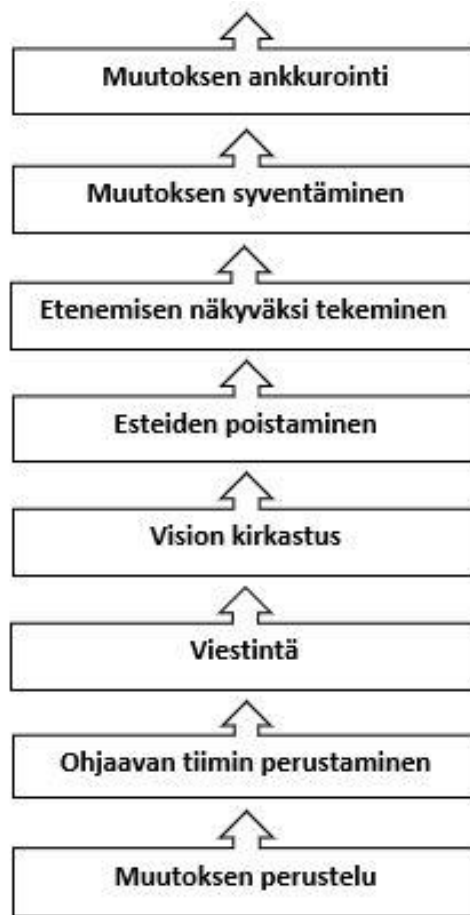 Muutoksen ankkurointi
Muutoksen syventäminen
Etenemisen näkyväksi tekeminen
Esteiden poistaminen
Vision kirkastus
Viestintä
Ohjaavan tiimin perustaminen
Muutoksen perustelu